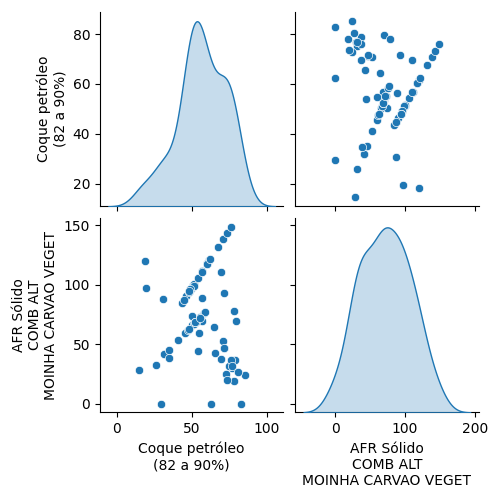 80
60
40
20
Coque petróleo
(82 a 90%)
150
100
50
0
AFR Sólido
COMB ALT
MOINHA CARVAO VEGET
0
50
100
Coque petróleo
(82 a 90%)
0
100
200
AFR Sólido
COMB ALT
MOINHA CARVAO VEGET